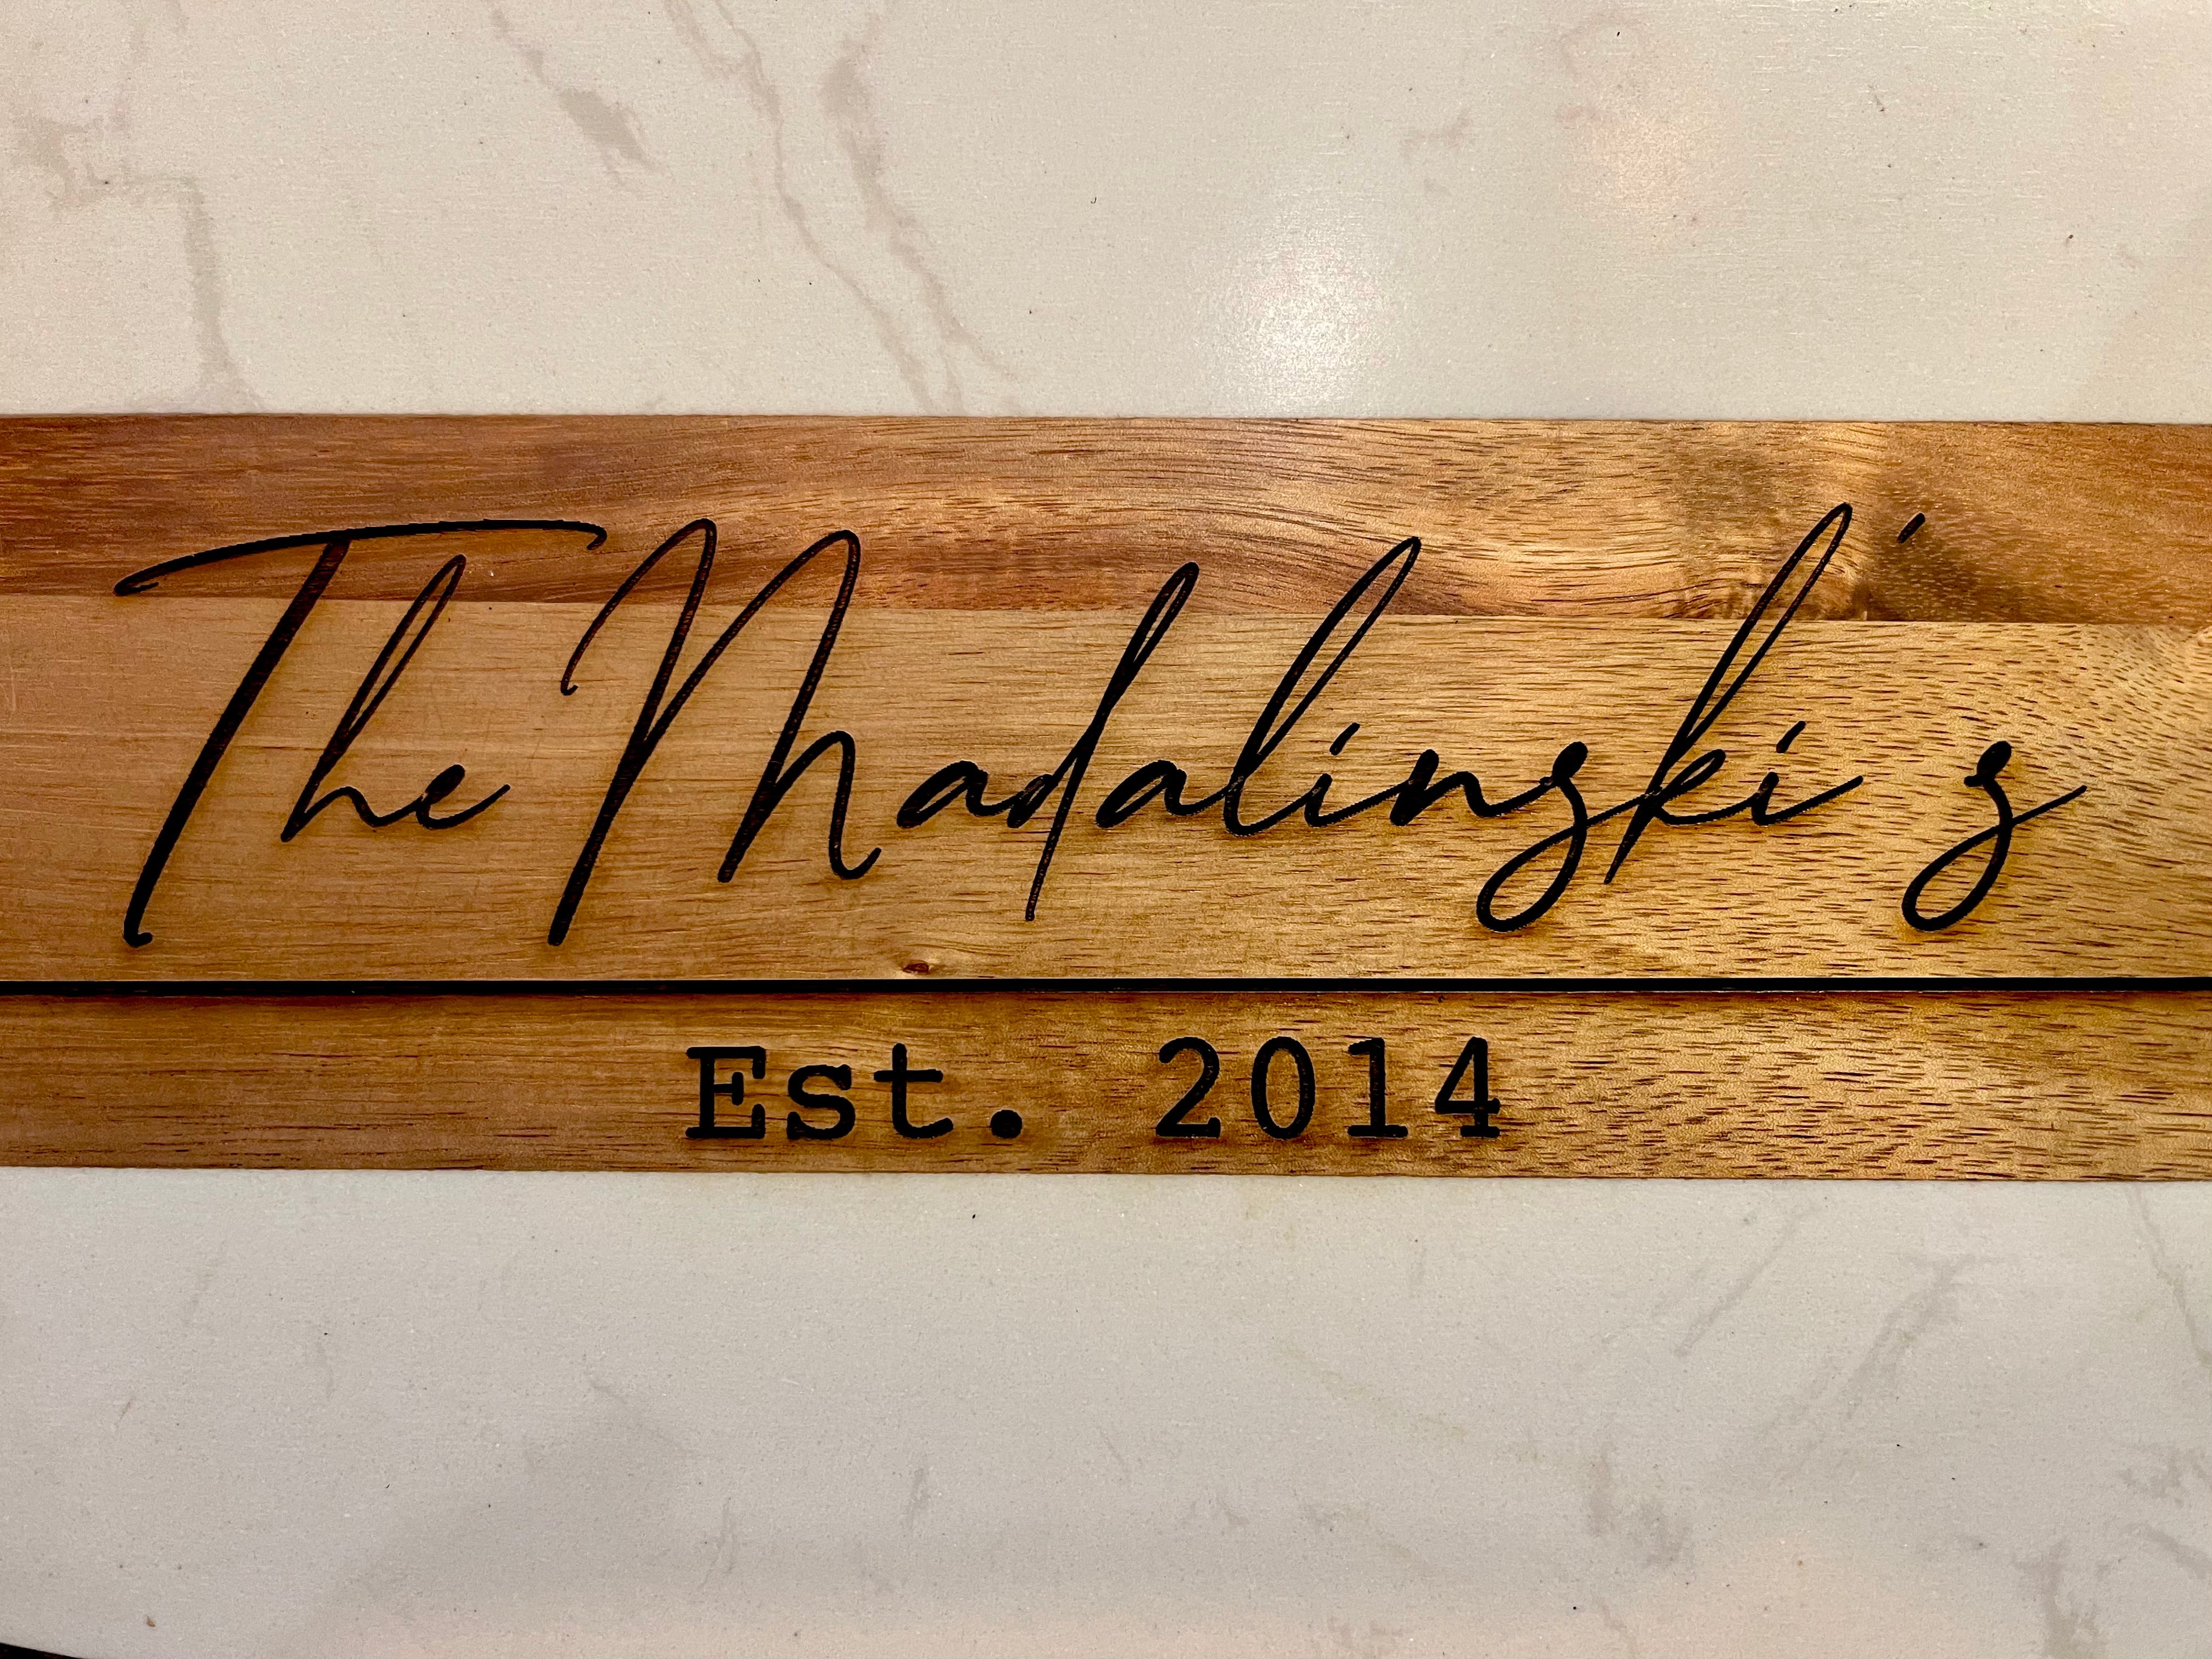 The Madalinski's
Est. 2014